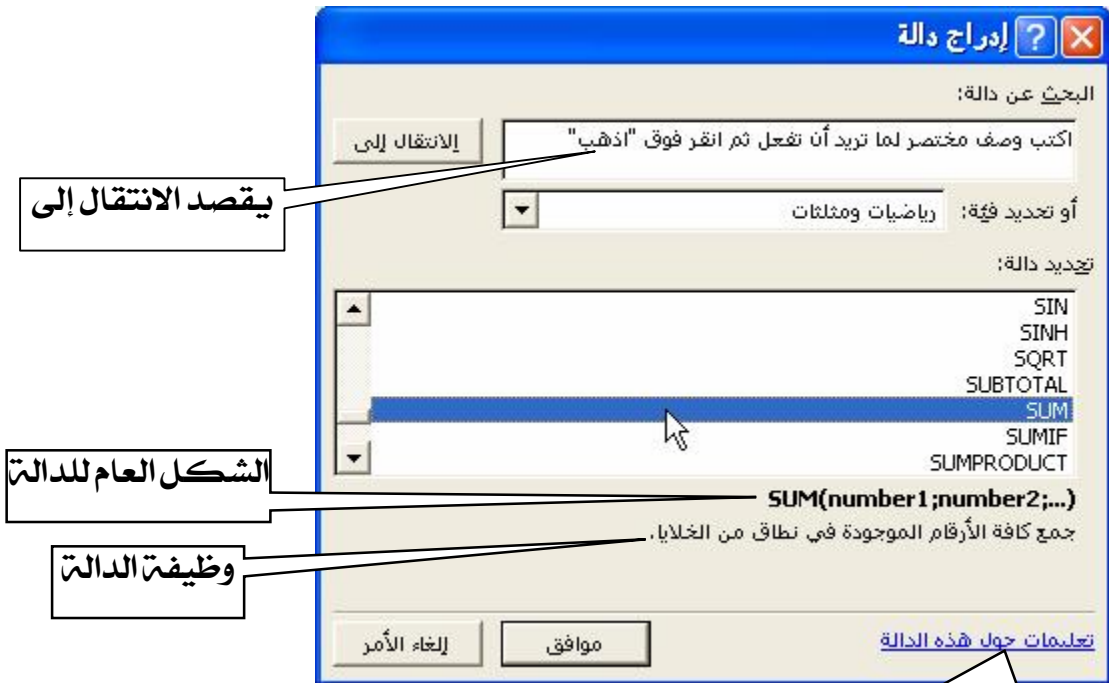 إدراج دالة
البحث عن دالة:
اكتب وصف مختصر لما تريد أن تفعل ثم انقر فوق "اذهب"
الانتقال إلى
يقصد الانتقال إلى
أو تحديد فئة: رياضيات ومثلثات
تحديد دالة:
SIN
SINH
SQRT
SUBTOTAL
SUM
SUMIF
SUMPRODUCT
الشكل العام للدالة
SUM(number1;number2;...)
جمع كافة الأرقام الموجودة في نطاق من الخلايا.
وظيفة الدالة
تعليمات حول هذه الدالة
موافق
إلغاء الأمر